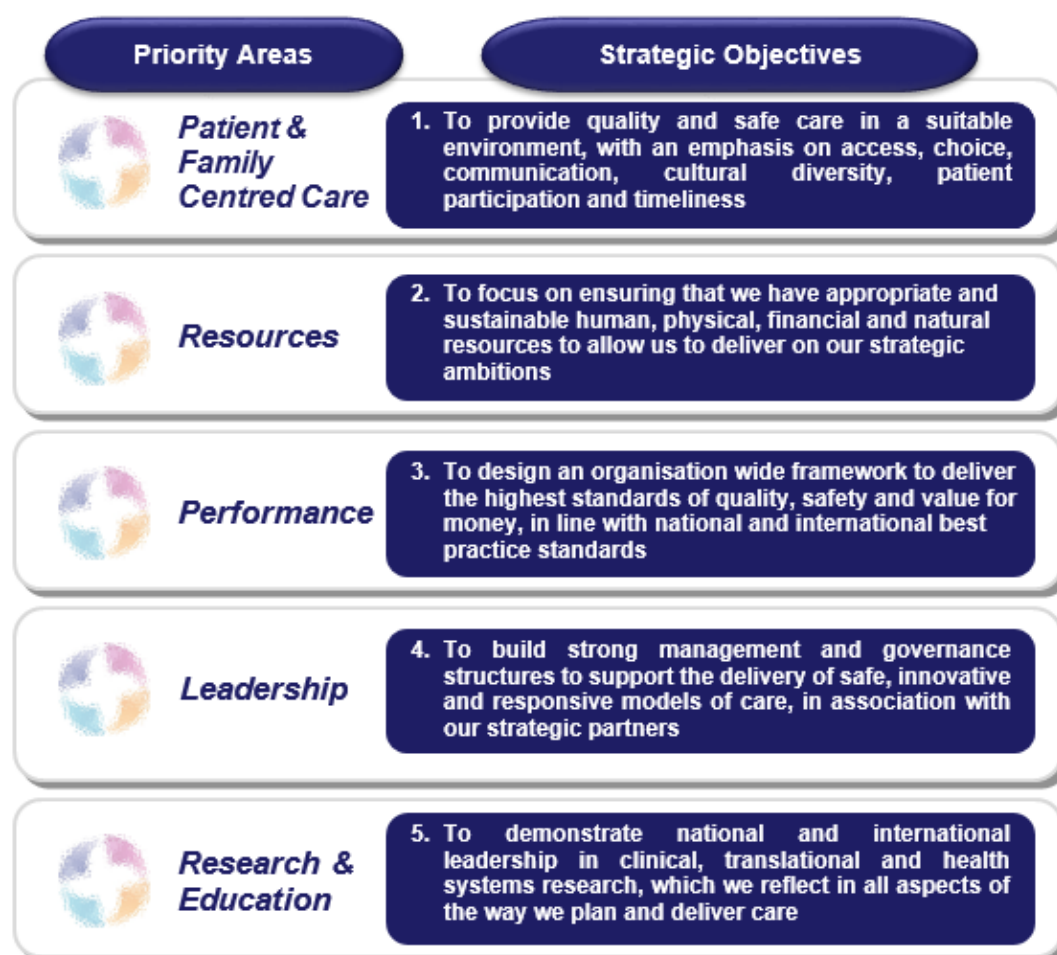 Priority Areas
Strategic Objectives
Patient &
Family
Centred Care
1. To provide quality and safe care in a suitable
environment, with an emphasis on access, choice,
communication, cultural diversity, patient
participation and timeliness
Resources
2. To focus on ensuring that we have appropriate and
sustainable human, physical, financial and natural
resources to allow us to deliver on our strategic
ambitions
Performance
3. To design an organisation wide framework to deliver
the highest standards of quality, safety and value for
money, in line with national and international best
practice standards
Leadership
4. To build strong management and governance
structures to support the delivery of safe, innovative
and responsive models of care, in association with
our strategic partners
Research &
Education
5. To demonstrate national and international
leadership in clinical, translational and health
systems research, which we reflect in all aspects of
the way we plan and deliver care